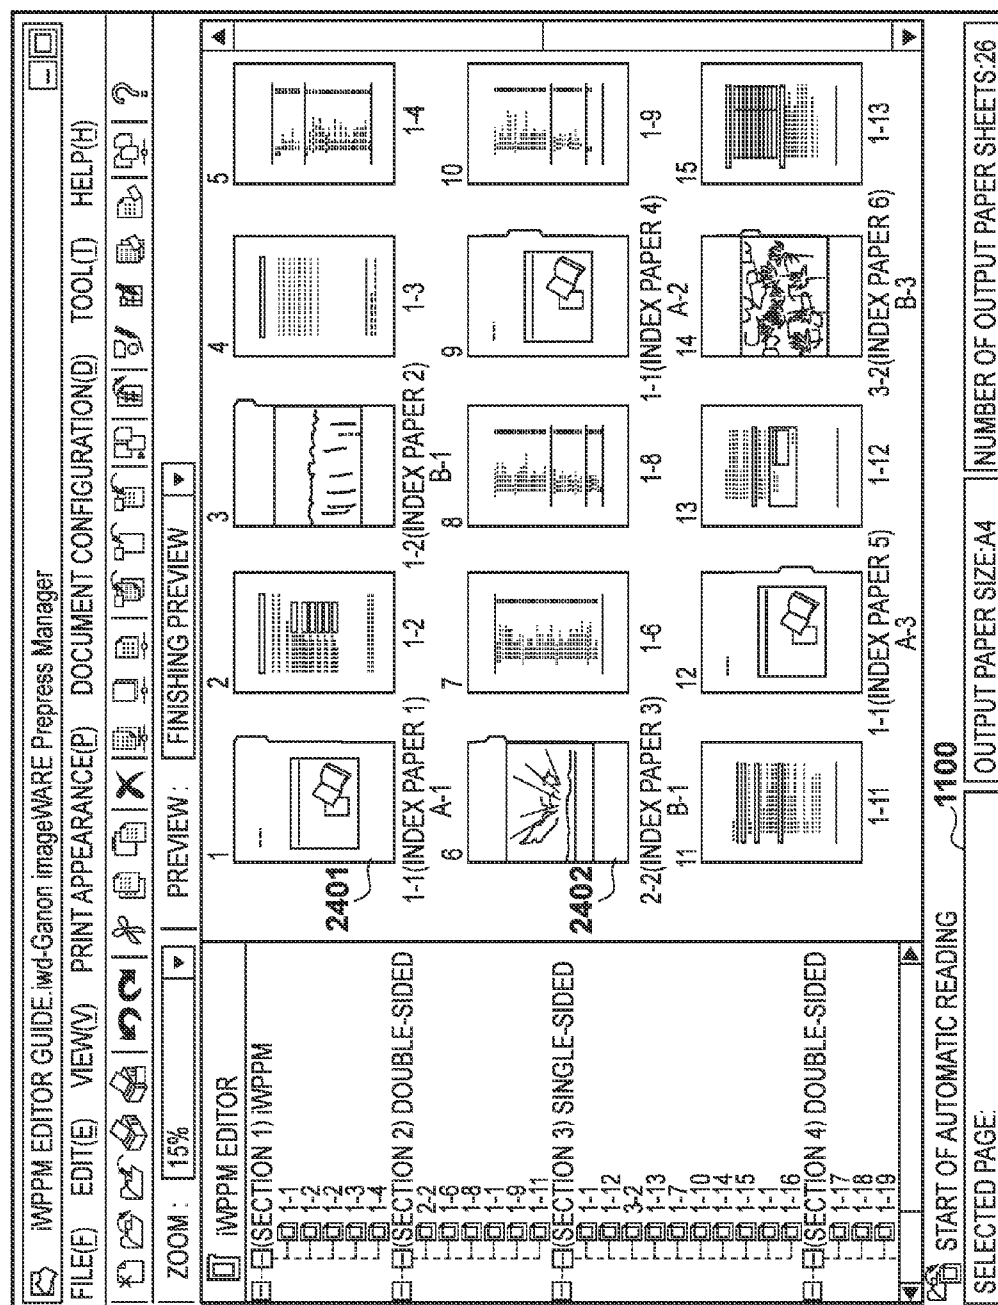 iWPPM EDITOR GUIDE.iwd-Ganon imageWARE Prepress Manager
FILE(F) EDIT(E) VIEW(V) PRINT APPEARANCE(P) DOCUMENT CONFIGURATION(D) TOOL(T) HELP(H)
ZOOM : 15% PREVIEW : FINISHING PREVIEW
iWPPM EDITOR
(SECTION 1) iWPPM
1-1
1-2
1-2
1-3
1-4
(SECTION 2) DOUBLE-SIDED
2-2
1-6
1-8
1-1
1-9
1-11
(SECTION 3) SINGLE-SIDED
1-1
1-12
3-2
1-13
1-7
1-10
1-14
1-15
1-1
1-16
(SECTION 4) DOUBLE-SIDED
1-17
1-18
1-19
1 2 3 4 5
2401
1-1(INDEX PAPER 1) 1-2 1-2(INDEX PAPER 2) 1-3 1-4
A-1 B-1
6 7 8 9 10
2402
2-2(INDEX PAPER 3) 1-6 1-8 1-1(INDEX PAPER 4) 1-9
B-1 A-2
11 12 13 14 15
1-11 1-1(INDEX PAPER 5) 1-12 3-2(INDEX PAPER 6) 1-13
A-3 B-3
START OF AUTOMATIC READING
1100
SELECTED PAGE: OUTPUT PAPER SIZE:A4 NUMBER OF OUTPUT PAPER SHEETS:26